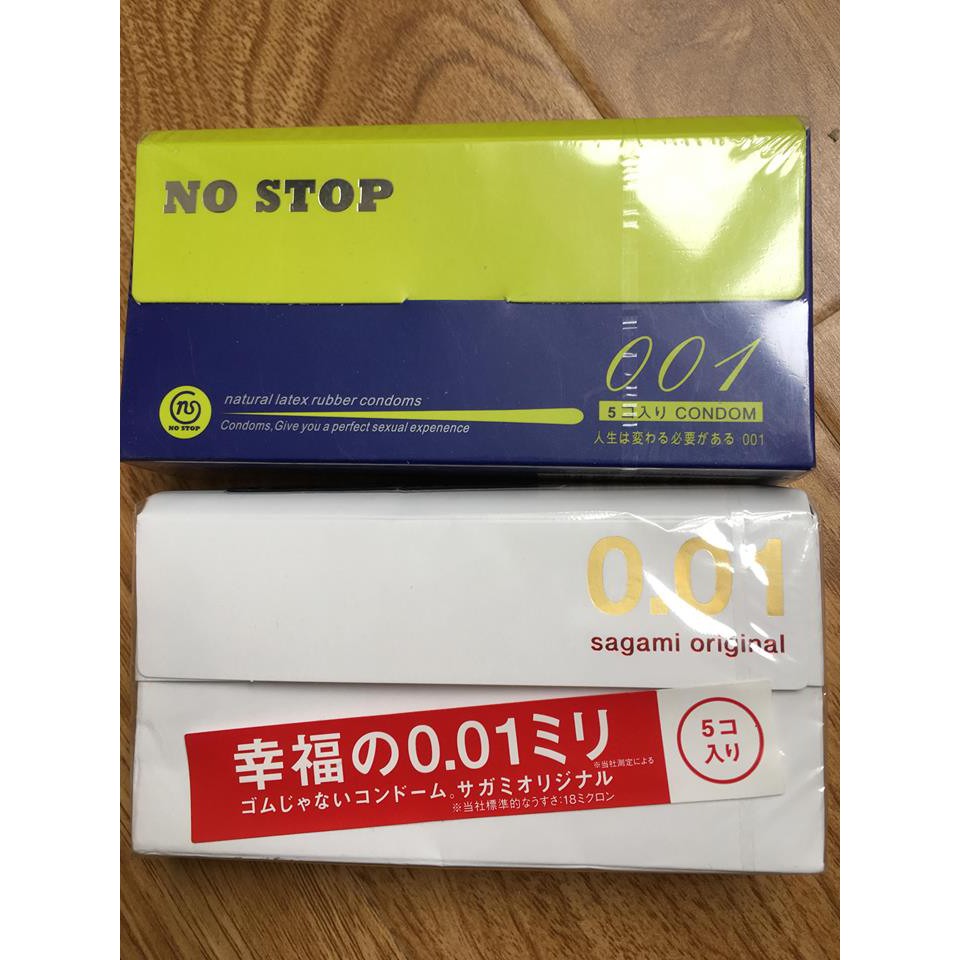 NO STOP
001
5コ入り CONDOM
人生は変わる必要がある 001
ns
NO STOP
natural latex rubber condoms
Condoms,Give you a perfect sexual expenence
0.01
sagami original
幸福の0.01ミリ
※当社測定による
ゴムじゃないコンドーム。サガミオリジナル
※当社標準的なうすさ:18ミクロン
5コ
入り